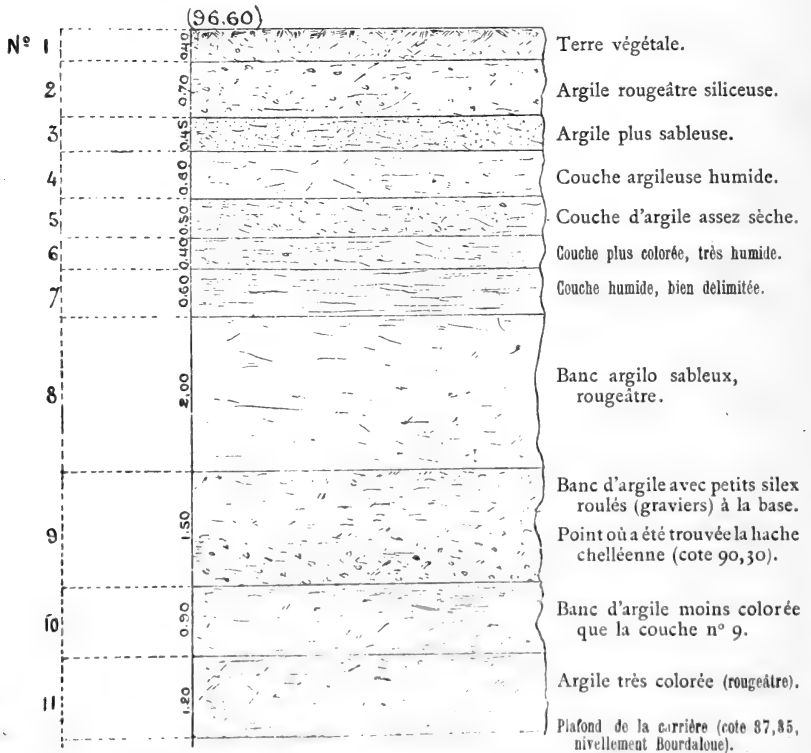 (96.60)
Nº 1 0.40 Terre végétale.
2 0.70 Argile rougeâtre siliceuse.
3 0.45 Argile plus sableuse.
4 0.60 Couche argileuse humide.
5 0.50 Couche d'argile assez sèche.
6 0.40 Couche plus colorée, très humide.
7 0.60 Couche humide, bien délimitée.
8 2.00 Banc argilo sableux,
rougeâtre.
9 1.50 Banc d'argile avec petits silex
roulés (graviers) à la base.
Point où a été trouvée la hache
chelléenne (cote 90,30).
10 0.90 Banc d'argile moins colorée
que la couche n° 9.
11 1.20 Argile très colorée (rougeâtre).
Plafond de la carrière (cote 87,35,
nivellement Bourdaloue).